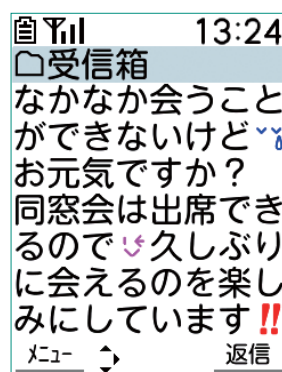 13:24
受信箱
なかなか会うこと
ができないけど
お元気ですか？
同窓会は出席でき
るので久しぶり
に会えるのを楽し
みにしています‼
ﾒﾆｭｰ 返信